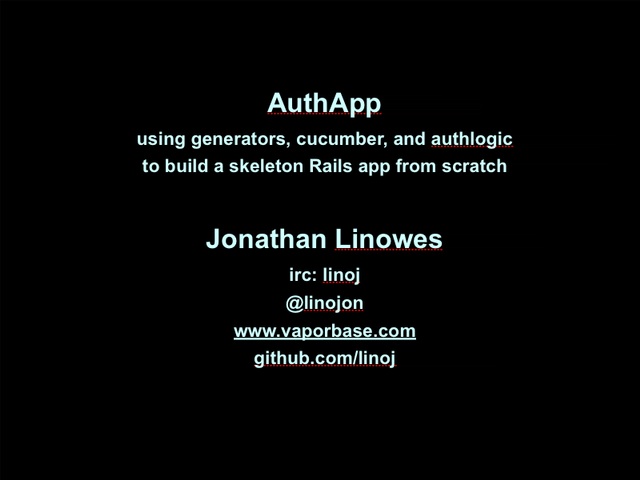 AuthApp
using generators, cucumber, and authlogic
to build a skeleton Rails app from scratch
Jonathan Linowes
irc: linoj
@linojon
www.vaporbase.com
github.com/linoj